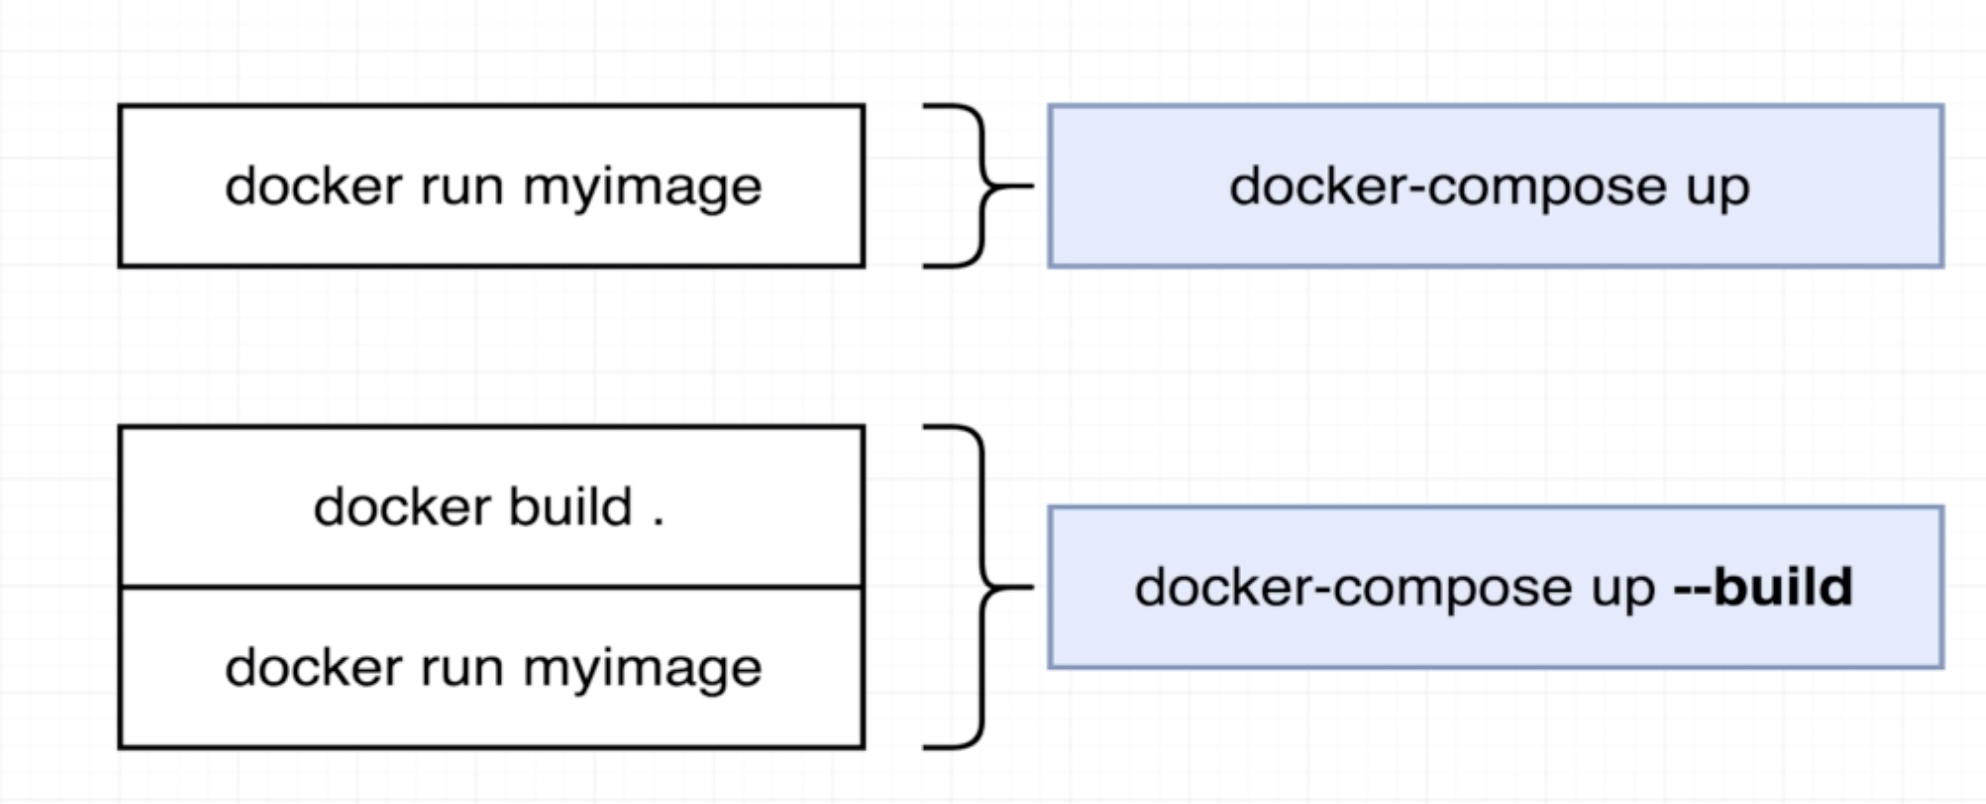 docker run myimage
docker-compose up
docker build .
docker run myimage
docker-compose up --build